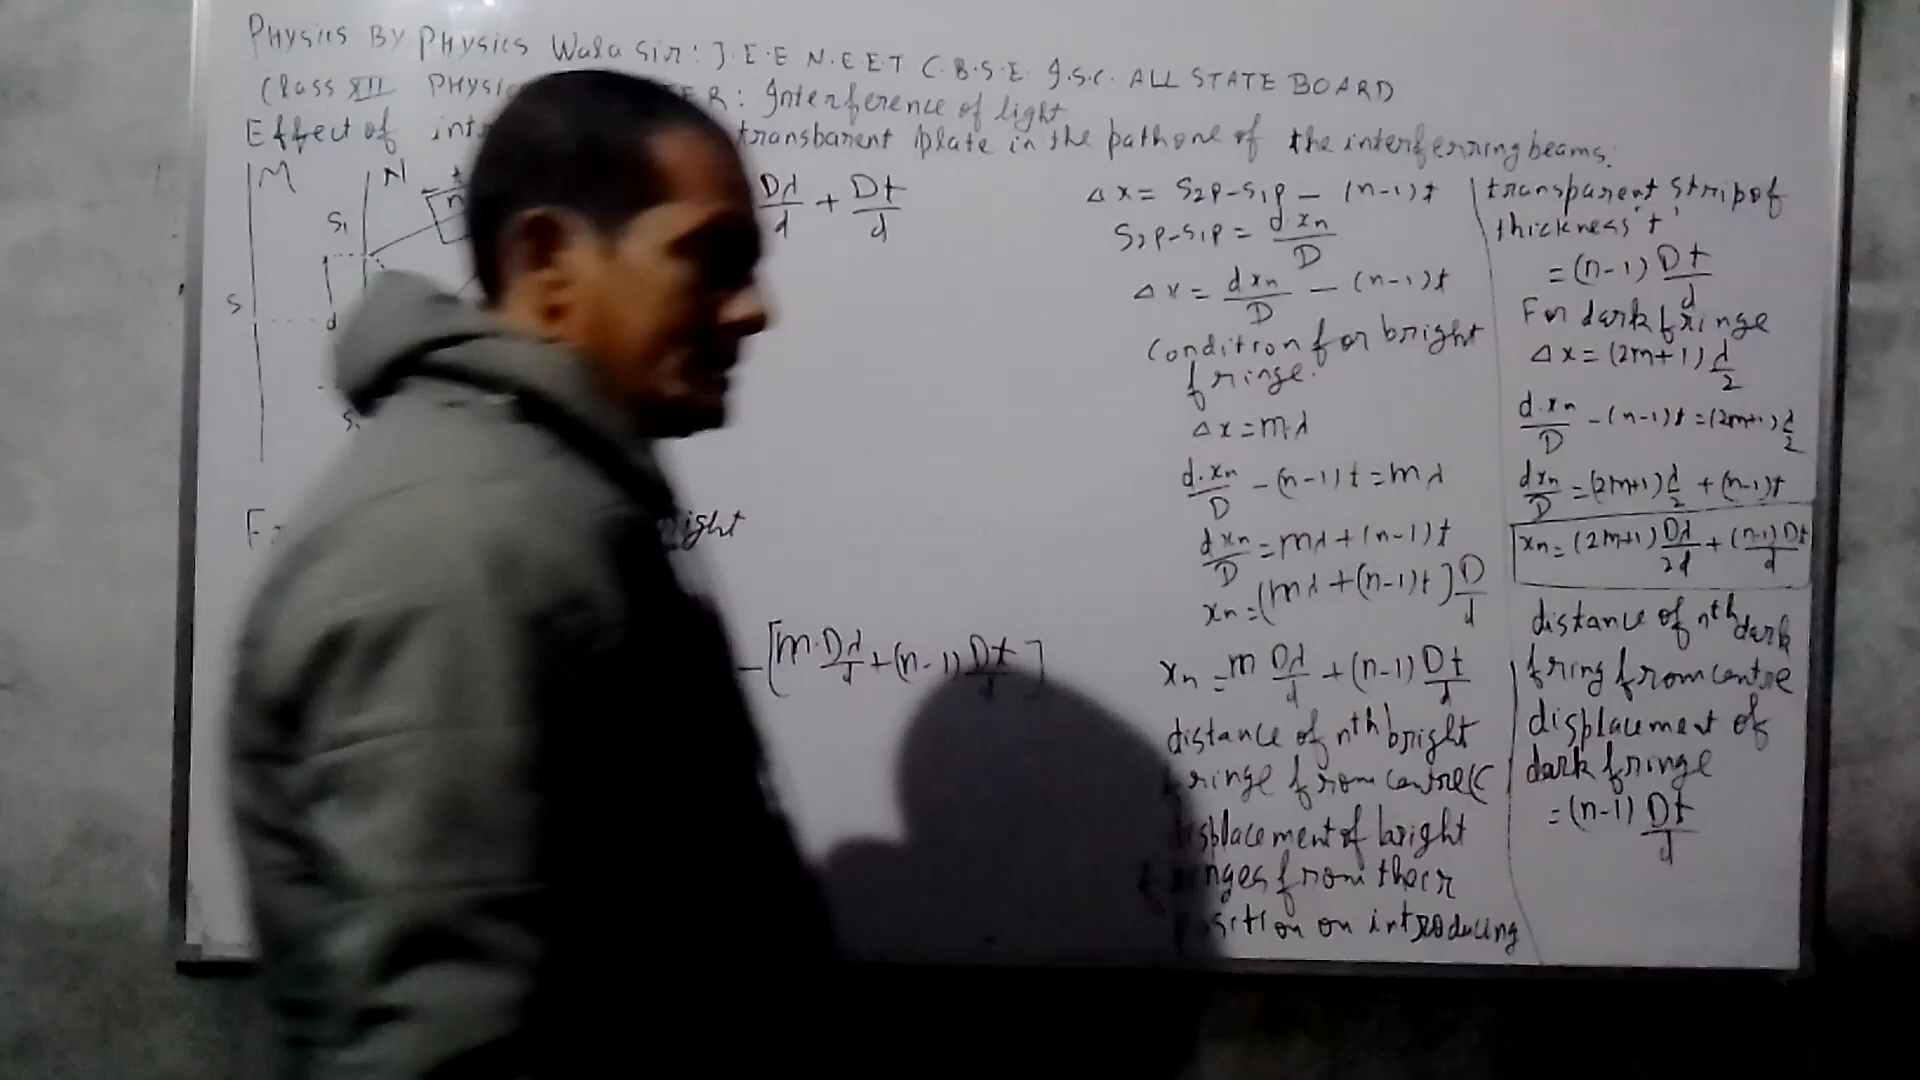 Physiis By Physics Wala Sir: J.E.E N.E.E.T. C.B.S.E. I.S.C. ALL STATE BOARD
Class XII PHYSIC ER: Interference of light
Effect of int transbarent plate in the path one of the interferring beams:
M N t
n
S₁
S
d
S
Dλ/d + Dt/d
F ight
- [m·Dλ/d + (n-1) Dt/d]
Δx = S₂P-S₁P - (n-1)t
S₂P-S₁P = d·xn/D
Δx = dxn/D - (n-1)t
Condition for bright
fringe.
Δx = mλ
d·xn/D - (n-1)t = mλ
dxn/D = mλ + (n-1)t
xn = (mλ + (n-1)t) D/d
xn = m Dλ/d + (n-1) Dt/d
distance of nth bright
fringe from centre C
displacement of bright
fringes from their
position on introducing
transparent strip of
thickness 't'
= (n-1) Dt/d
For dark fringe
Δx = (2m+1) λ/2
d·xn/D - (n-1)t = (2m+1) λ/2
dxn/D = (2m+1) λ/2 + (n-1)t
xn = (2m+1) Dλ/2d + (n-1) Dt/d
distance of nth dark
fring from centre
displacement of
dark fringe
= (n-1) Dt/d